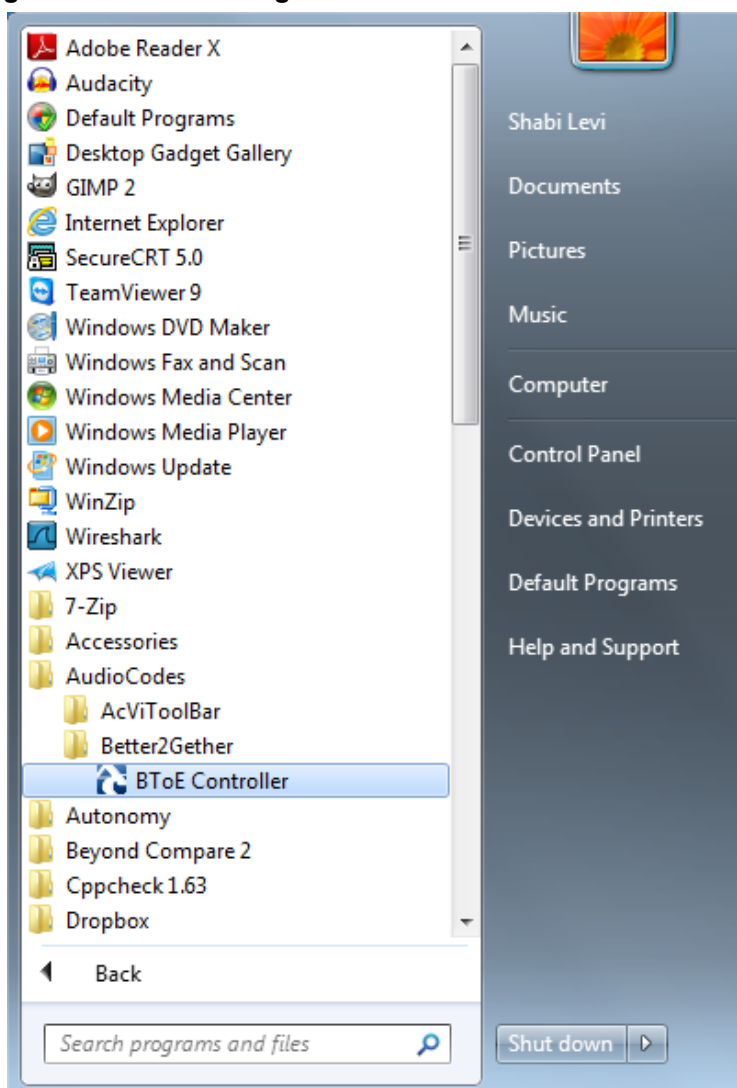 Adobe Reader X
Audacity
Default Programs
Desktop Gadget Gallery
GIMP 2
Internet Explorer
SecureCRT 5.0
TeamViewer 9
Windows DVD Maker
Windows Fax and Scan
Windows Media Center
Windows Media Player
Windows Update
WinZip
Wireshark
XPS Viewer
7-Zip
Accessories
AudioCodes
AcViToolBar
Better2Gether
BToE Controller
Autonomy
Beyond Compare 2
Cppcheck 1.63
Dropbox
Back
Search programs and files
Shabi Levi
Documents
Pictures
Music
Computer
Control Panel
Devices and Printers
Default Programs
Help and Support
Shut down